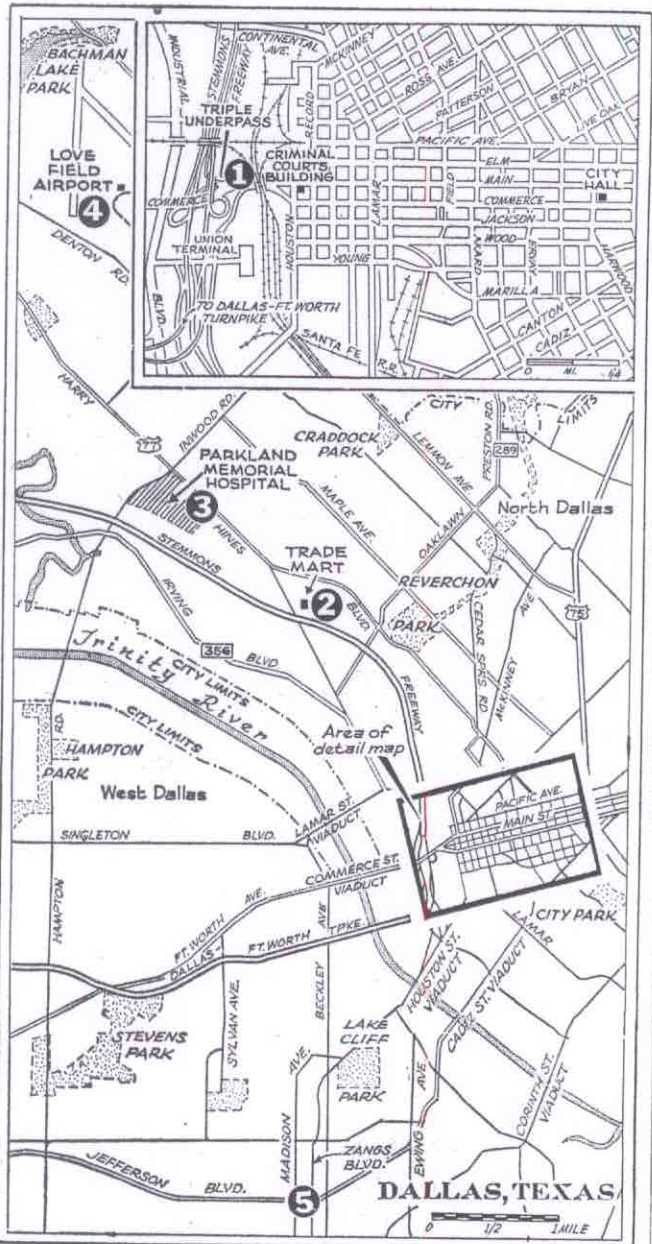 BACHMAN
LAKE
PARK
LOVE
FIELD
AIRPORT
4
DENTON RD.
INDUSTRIAL
BLVD.
STEMMONS
FREEWAY
CONTINENTAL
AVE.
MCKINNEY
ROSS AVE.
PATTERSON
BRYAN
LIVE OAK
TRIPLE
UNDERPASS
1
RECORD
CRIMINAL
COURTS
BUILDING
PACIFIC AVE.
ELM
MAIN
COMMERCE
JACKSON
WOOD
YOUNG
CITY
HALL
COMMERCE
UNION
TERMINAL
HOUSTON
LAMAR
FIELD
AKARD
ERVAY
HARWOOD
MARILLA
CANTON
CADIZ
TO DALLAS-FT. WORTH
TURNPIKE
SANTA FE
R.R.
0 MI. 1/4
HARRY
HINES
BLVD.
77
INWOOD RD.
PARKLAND
MEMORIAL
HOSPITAL
3
CRADDOCK
PARK
CITY
LIMITS
LEMMON AVE.
PRESTON RD.
289
North Dallas
MAPLE AVE.
OAKLAWN
STEMMONS
FREEWAY
TRADE
MART
2
REVERCHON
PARK
CEDAR SPGS RD
MCKINNEY
AVE
75
IRVING
BLVD
356
Trinity River
CITY LIMITS
CITY LIMITS
HAMPTON
PARK
RD.
West Dallas
Area of
detail map
PACIFIC AVE.
MAIN ST.
SINGLETON BLVD.
LAMAR ST.
VIADUCT
COMMERCE ST.
VIADUCT
HAMPTON
FT. WORTH AVE.
DALLAS-
FT. WORTH TPKE.
CITY PARK
LAMAR
HOUSTON ST.
VIADUCT
CADIZ ST. VIADUCT
CORINTH ST.
VIADUCT
STEVENS
PARK
SYLVAN AVE.
BECKLEY
AVE
LAKE
CLIFF
PARK
MADISON
AVE.
ZANGS
BLVD.
EWING
AVE
JEFFERSON
BLVD.
5
DALLAS, TEXAS
0 1/2 1 MILE